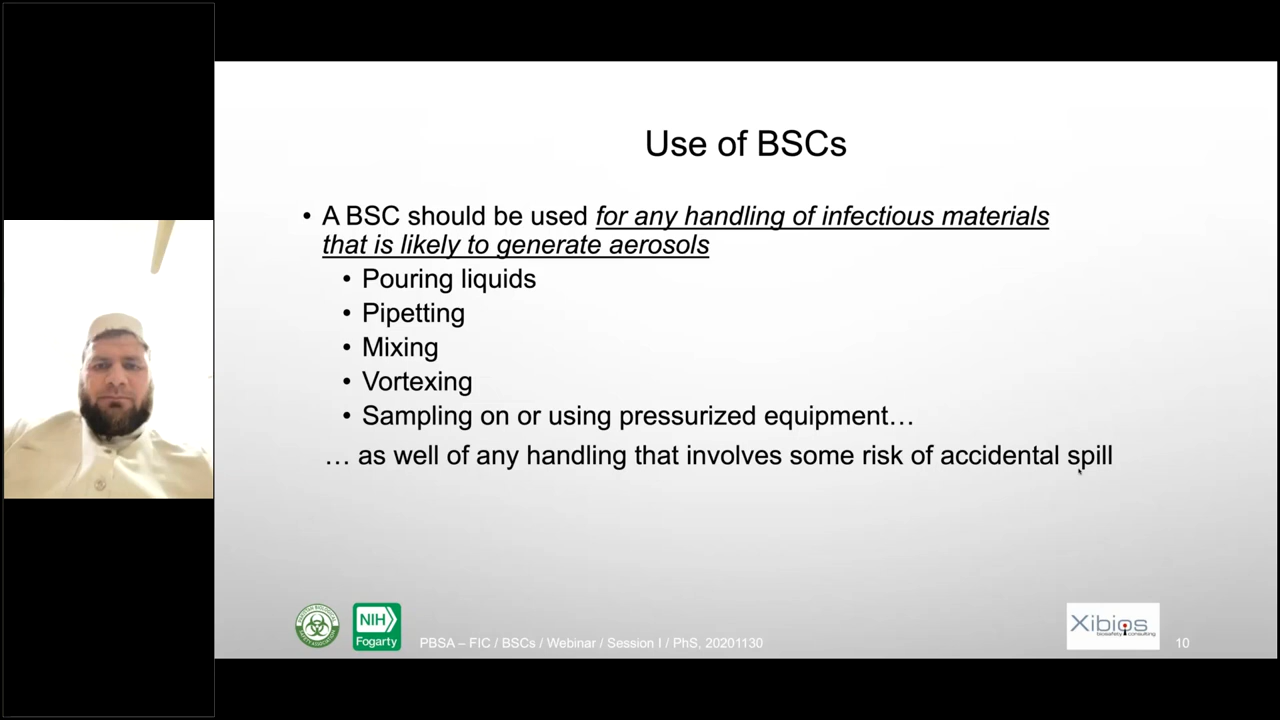 Use of BSCs
• A BSC should be used for any handling of infectious materials
that is likely to generate aerosols
• Pouring liquids
• Pipetting
• Mixing
• Vortexing
• Sampling on or using pressurized equipment…
… as well of any handling that involves some risk of accidental spill
NIH
Fogarty
PBSA – FIC / BSCs / Webinar / Session I / PhS, 20201130
Xibios
biosafety consulting
10